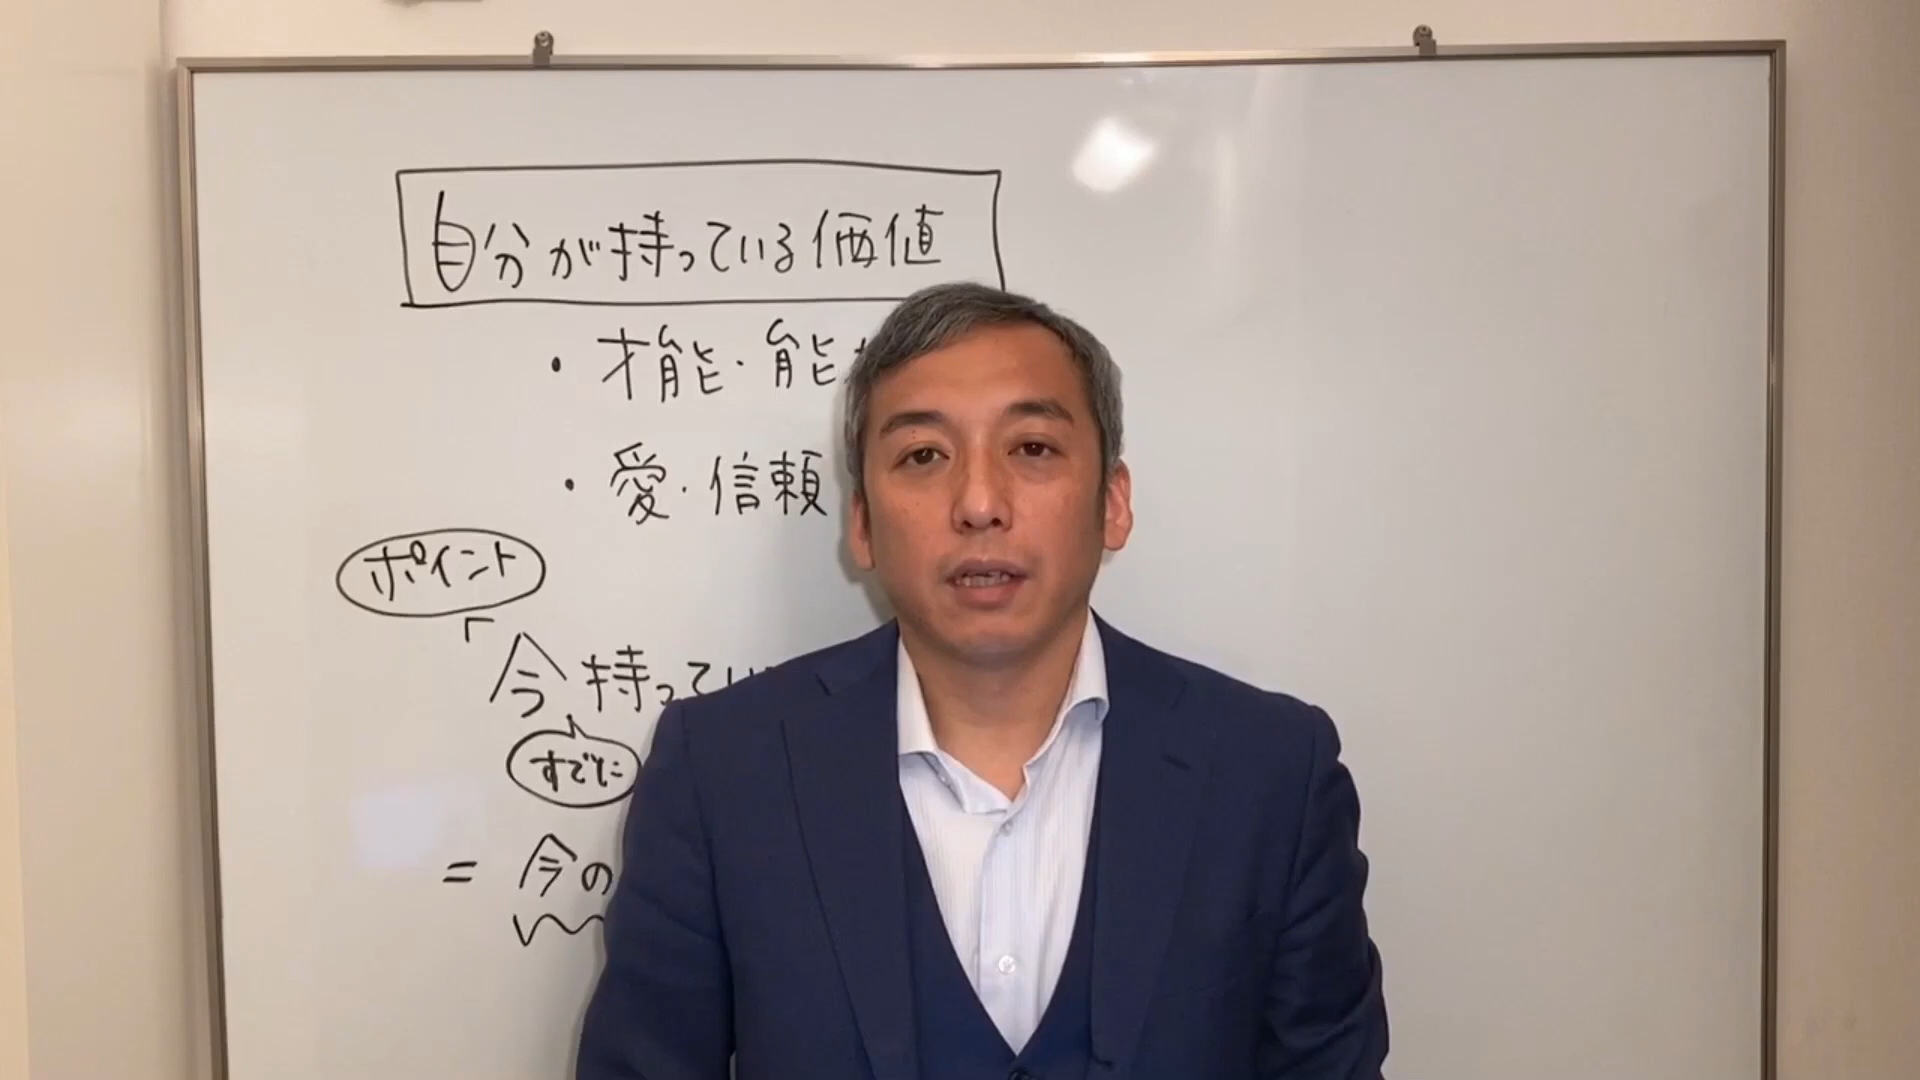 自分が持っている価値
・才能・能
・愛・信頼
ポイント
「今持ってい
すでに
＝今の